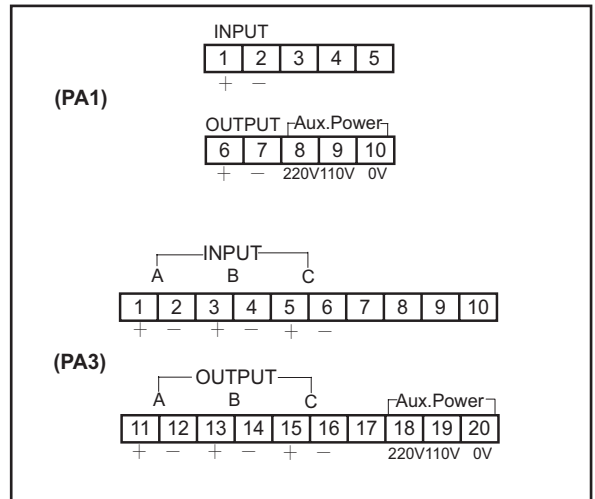 INPUT
1 2 3 4 5
+ −
(PA1)
OUTPUT Aux.Power
6 7 8 9 10
+ − 220V 110V 0V
INPUT
A B C
1 2 3 4 5 6 7 8 9 10
+ − + − + −
(PA3)
OUTPUT
A B C Aux.Power
11 12 13 14 15 16 17 18 19 20
+ − + − + − 220V 110V 0V